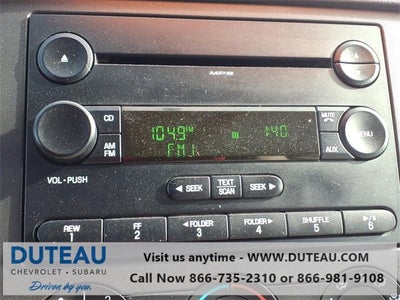 MP3
CD
104.9 FM
1:40
MUTE
MENU
FM1
AM
FM
AUX
VOL - PUSH
SEEK
TEXT
SCAN
SEEK
REW
1
FF
2
FOLDER
3
FOLDER
4
SHUFFLE
5
6
DUTEAU
CHEVROLET • SUBARU
Driven by you.
Visit us anytime - WWW.DUTEAU.COM
Call Now 866-735-2310 or 866-981-9108